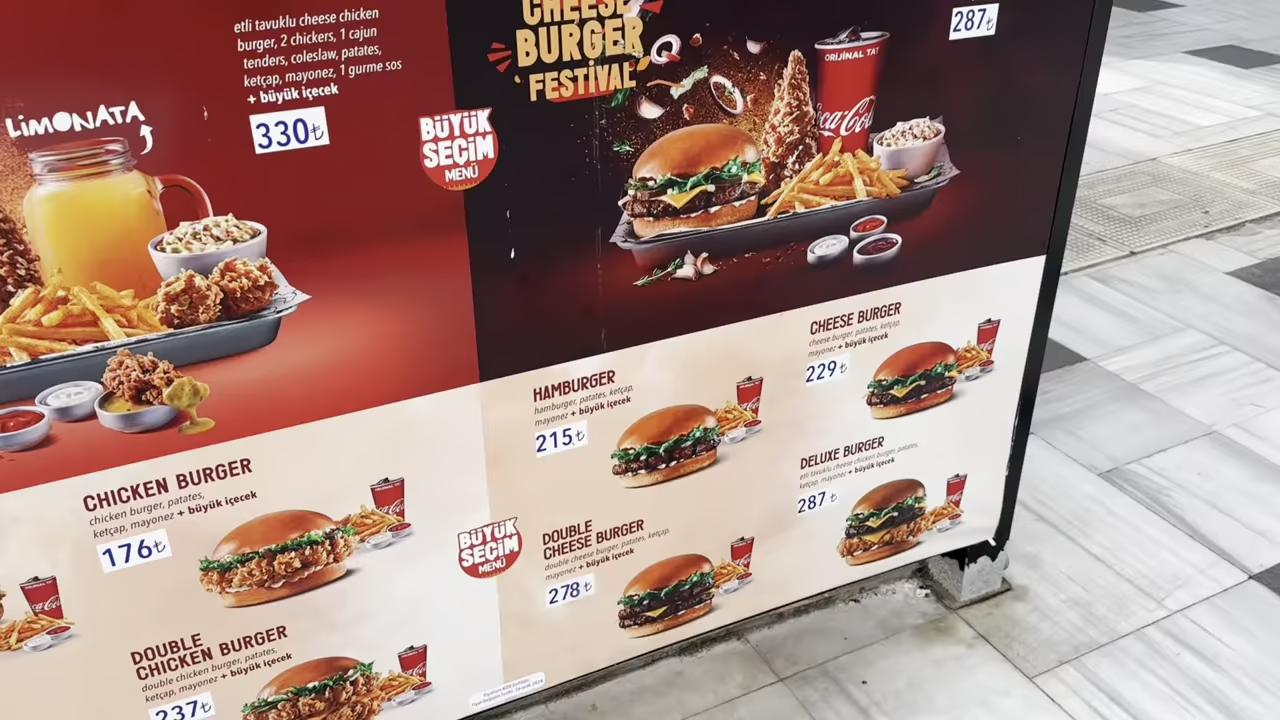 etli tavuklu cheese chicken
burger, 2 chickers, 1 cajun
tenders, coleslaw, patates,
ketçap, mayonez, 1 gurme sos
+ büyük içecek
330₺
LiMONATA
BÜYÜK
SEÇİM
MENÜ
CHEESE
BURGER
FESTİVAL
ORİJİNAL TAT
Coca-Cola
287₺
CHICKEN BURGER
chicken burger, patates,
ketçap, mayonez + büyük içecek
176₺
DOUBLE
CHICKEN BURGER
double chicken burger, patates,
ketçap, mayonez + büyük içecek
237₺
BÜYÜK
SEÇİM
MENÜ
HAMBURGER
hamburger, patates, ketçap,
mayonez + büyük içecek
215₺
DOUBLE
CHEESE BURGER
double cheese burger, patates, ketçap,
mayonez + büyük içecek
278₺
CHEESE BURGER
cheese burger, patates, ketçap,
mayonez + büyük içecek
229₺
DELUXE BURGER
etli tavuklu cheese chicken burger, patates,
ketçap, mayonez + büyük içecek
287₺